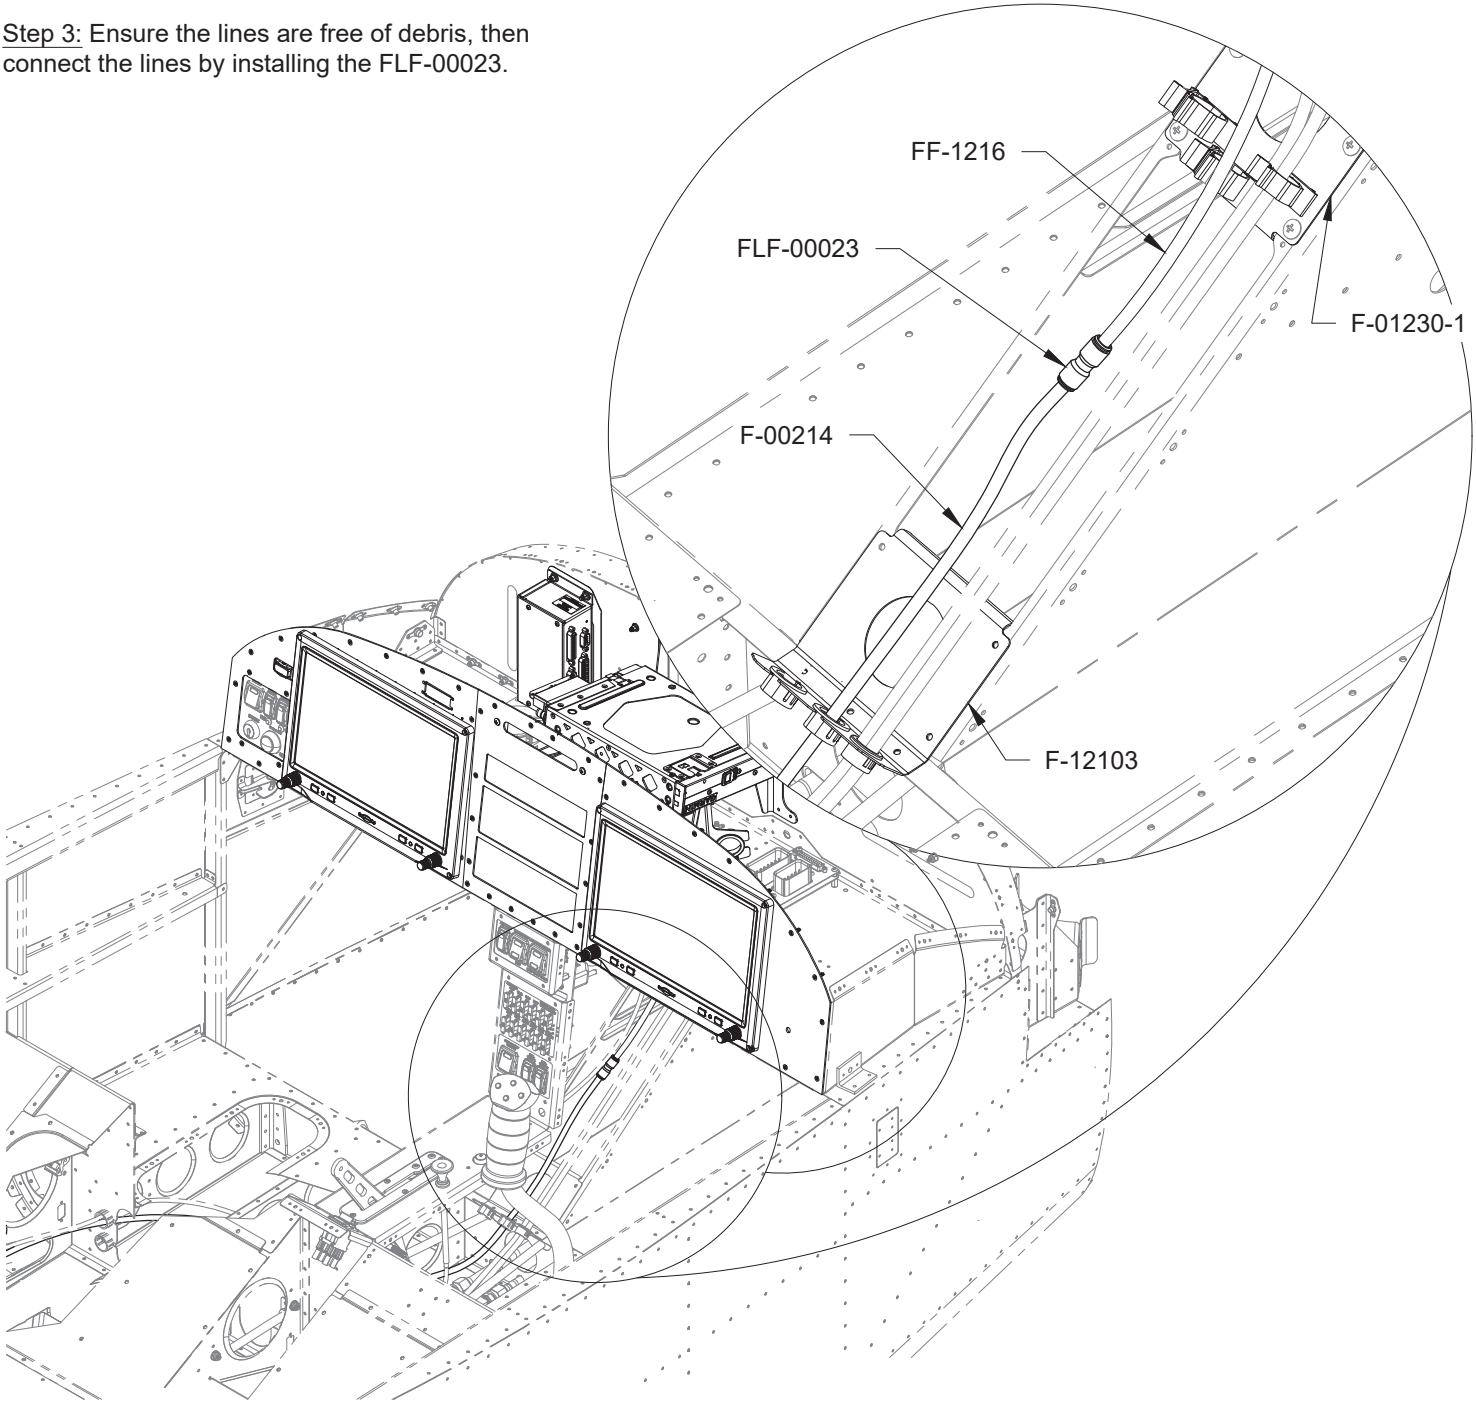 Step 3: Ensure the lines are free of debris, then
connect the lines by installing the FLF-00023.
FF-1216
FLF-00023
F-01230-1
F-00214
F-12103